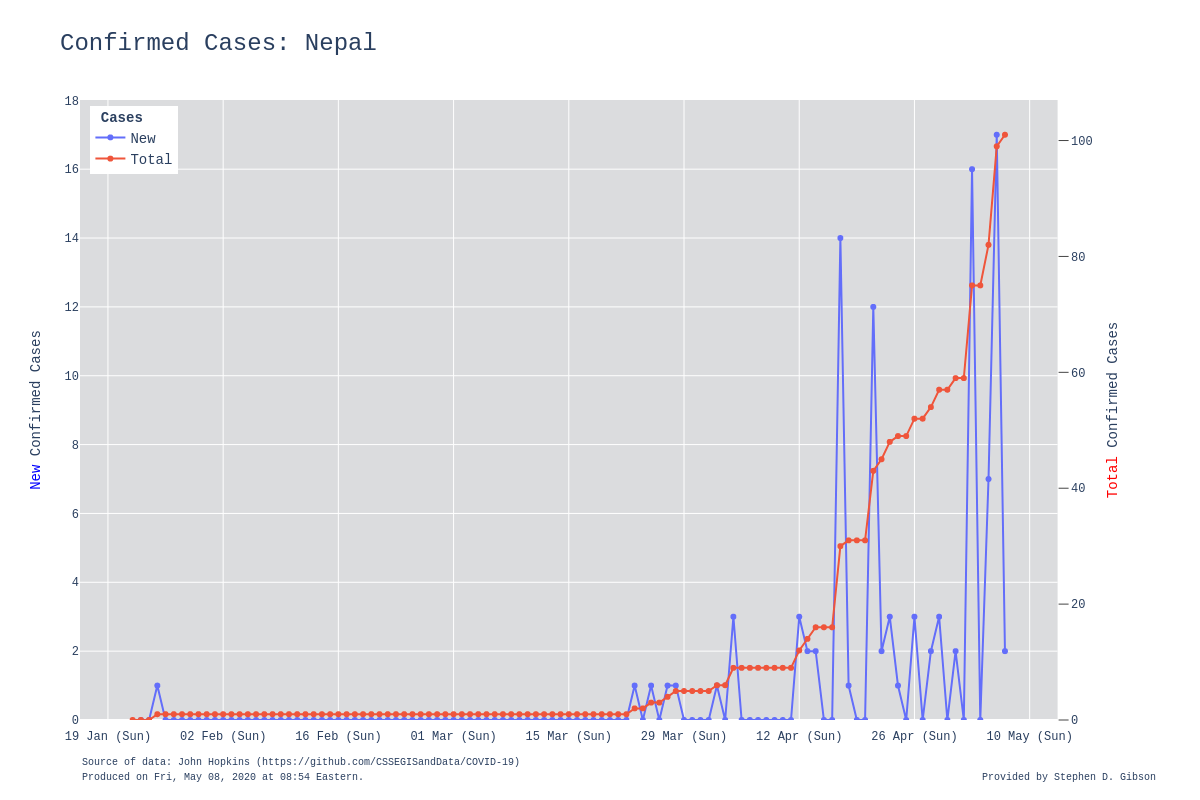 Confirmed Cases: Nepal
Cases
New
Total
18
16
14
12
10
8
6
4
2
0
100
80
60
40
20
0
New Confirmed Cases
Total Confirmed Cases
19 Jan (Sun) 02 Feb (Sun) 16 Feb (Sun) 01 Mar (Sun) 15 Mar (Sun) 29 Mar (Sun) 12 Apr (Sun) 26 Apr (Sun) 10 May (Sun)
Source of data: John Hopkins (https://github.com/CSSEGISandData/COVID-19)
Produced on Fri, May 08, 2020 at 08:54 Eastern.
Provided by Stephen D. Gibson